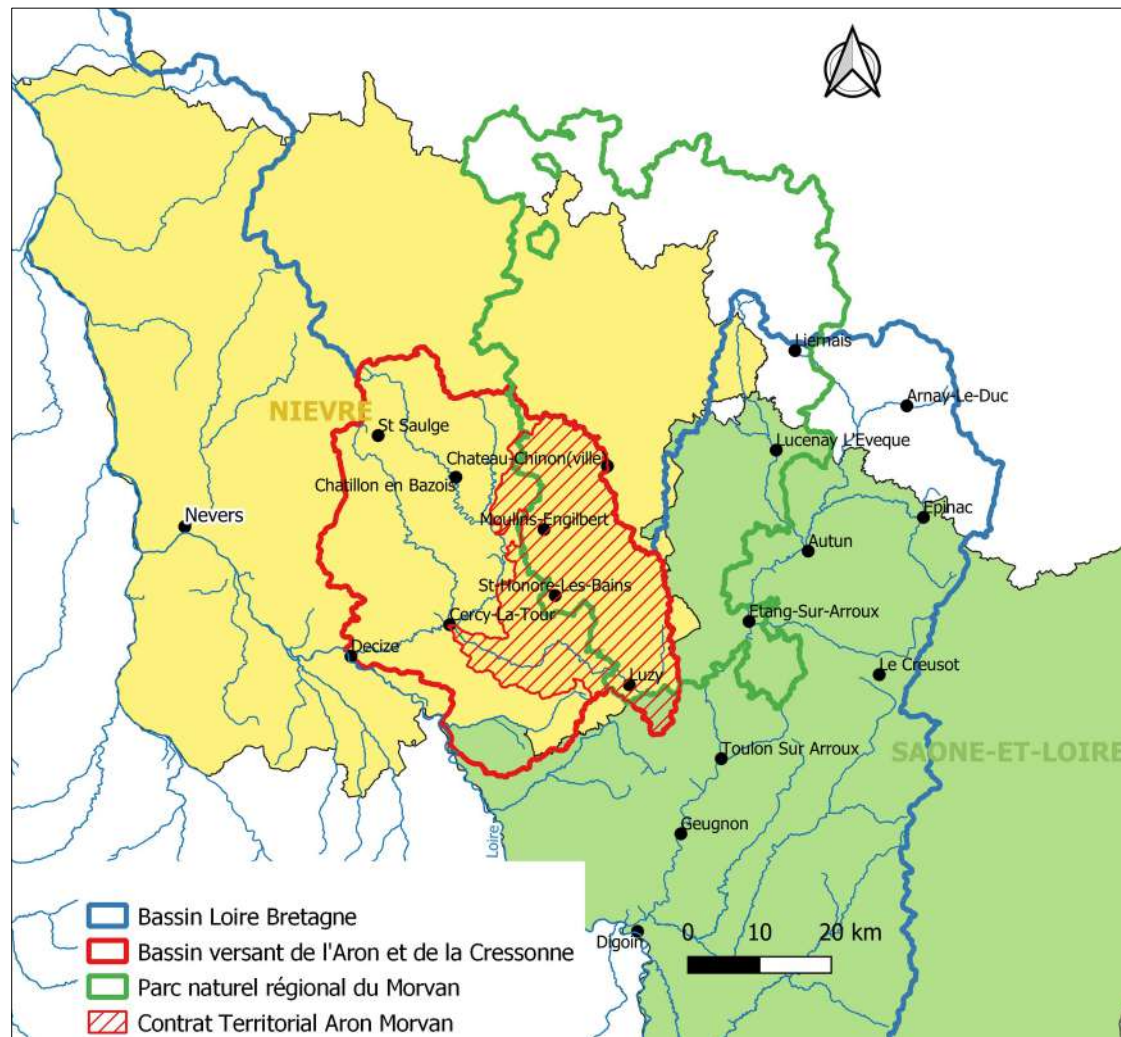 Liernais
Arnay-Le-Duc
NIEVRE
St Saulge
Lucenay L'Eveque
Chateau-Chinon(ville)
Chatillon en Bazois
Nevers
Moulins-Engilbert
Epinac
Autun
St-Honore-Les-Bains
Cercy-La-Tour
Etang-Sur-Arroux
Decize
Le Creusot
Luzy
Toulon Sur Arroux
SAONE-ET-LOIRE
Geugnon
Loire
Digoin
0 10 20 km
Bassin Loire Bretagne
Bassin versant de l'Aron et de la Cressonne
Parc naturel régional du Morvan
Contrat Territorial Aron Morvan